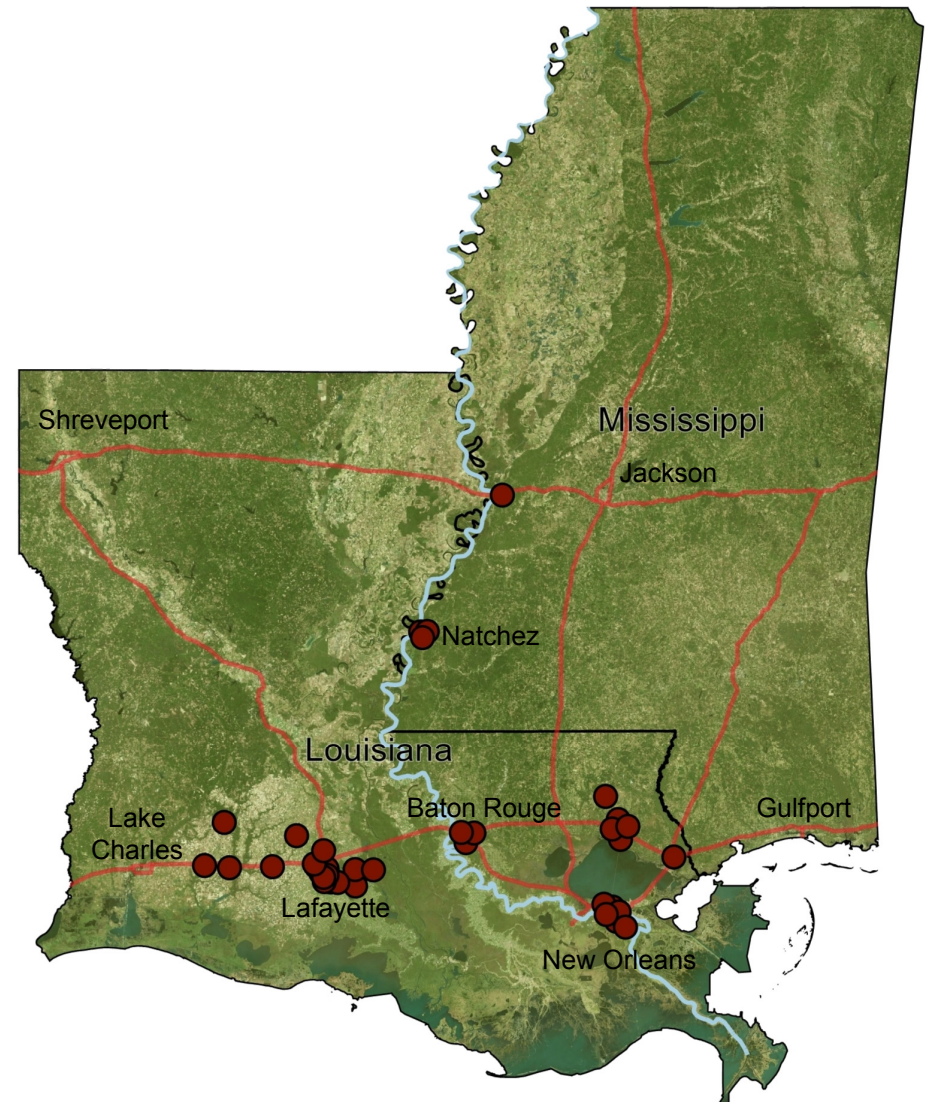 Shreveport
Mississippi
Jackson
Natchez
Louisiana
Lake
Charles
Baton Rouge
Gulfport
Lafayette
New Orleans